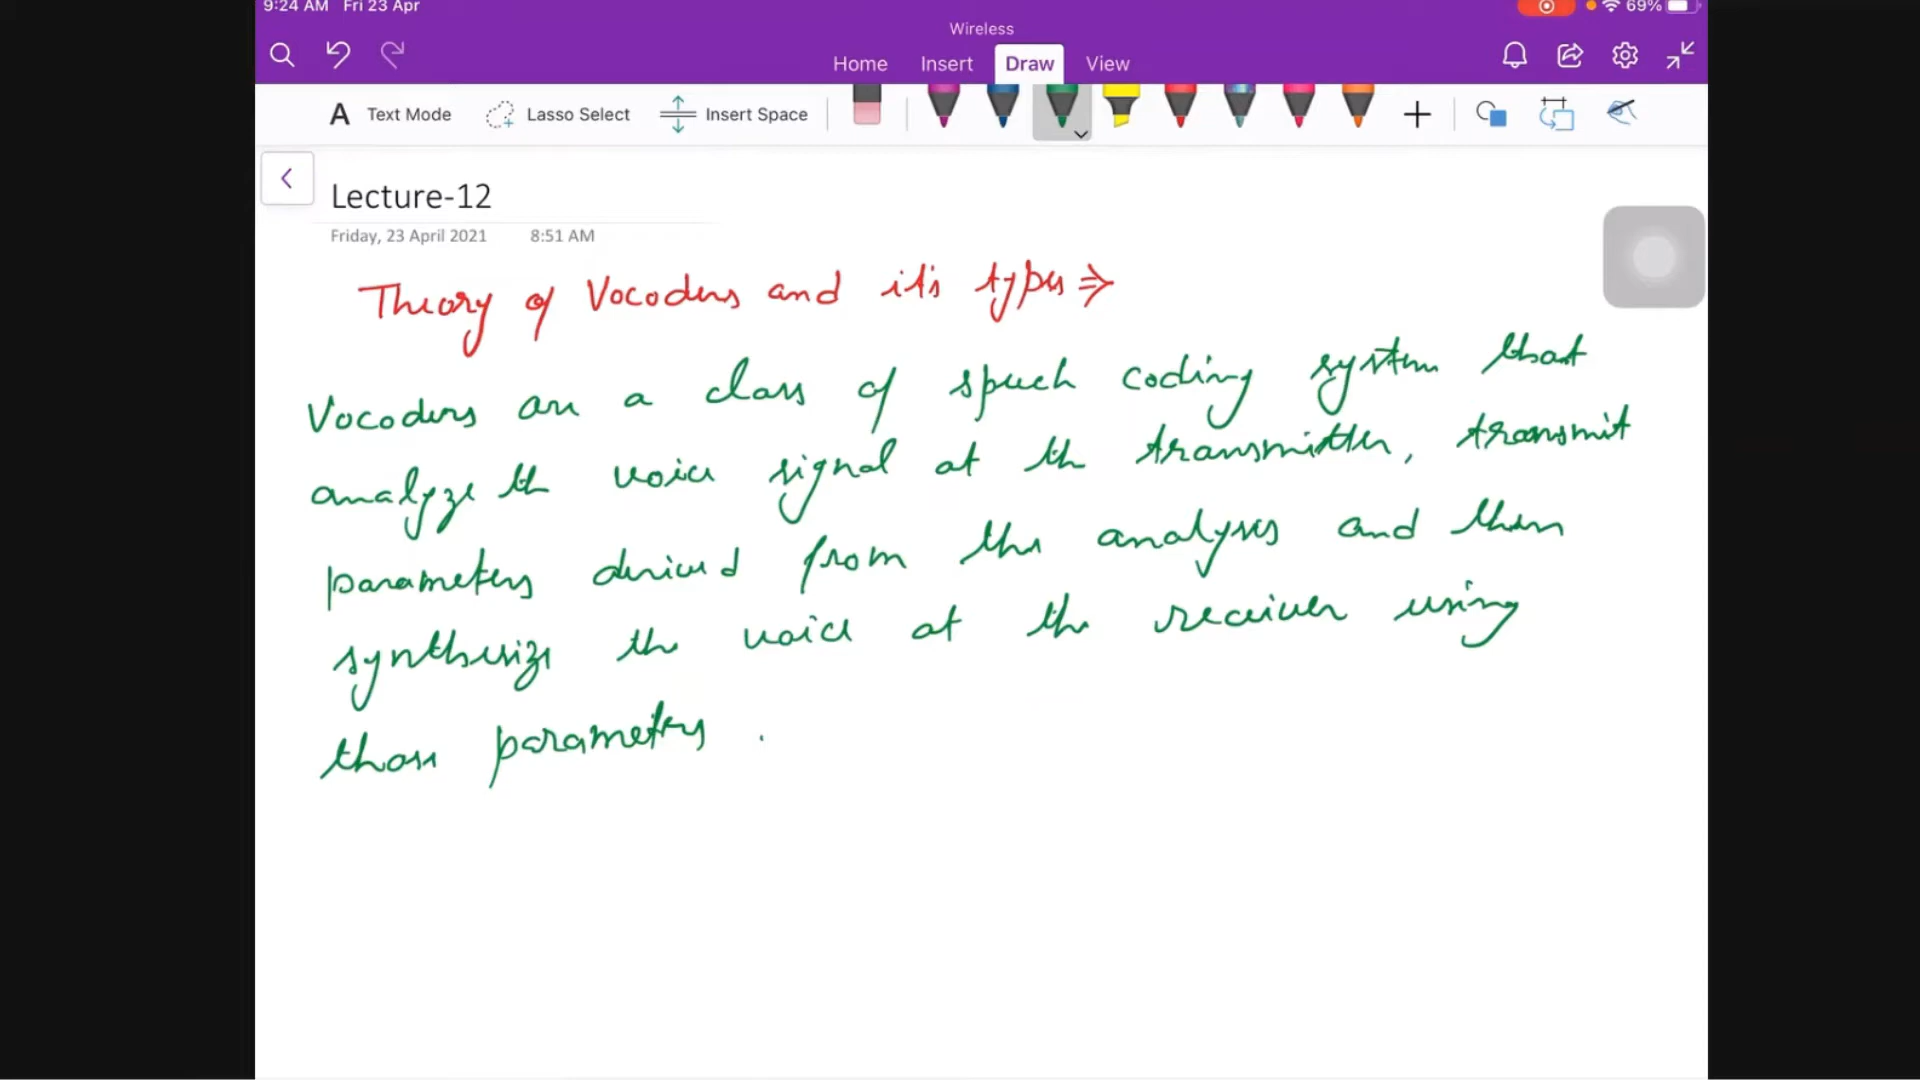 9:24 AM Fri 23 Apr 69%
Wireless
Home Insert Draw View
Text Mode Lasso Select Insert Space
Lecture-12
Friday, 23 April 2021 8:51 AM
Theory of Vocoders and it's types ⇒
Vocoders are a class of speech coding system that
analyze the voice signal at the transmitter, transmit
parameters derived from the analyses and then
synthesize the voice at the receiver using
those parameters .